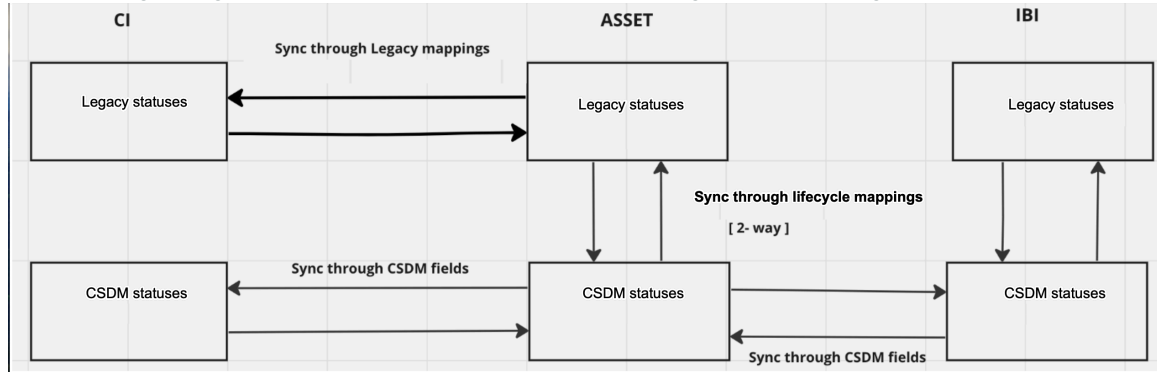 CI
ASSET
IBI
Sync through Legacy mappings
Legacy statuses
Legacy statuses
Legacy statuses
Sync through lifecycle mappings
[ 2- way ]
Sync through CSDM fields
CSDM statuses
CSDM statuses
CSDM statuses
Sync through CSDM fields